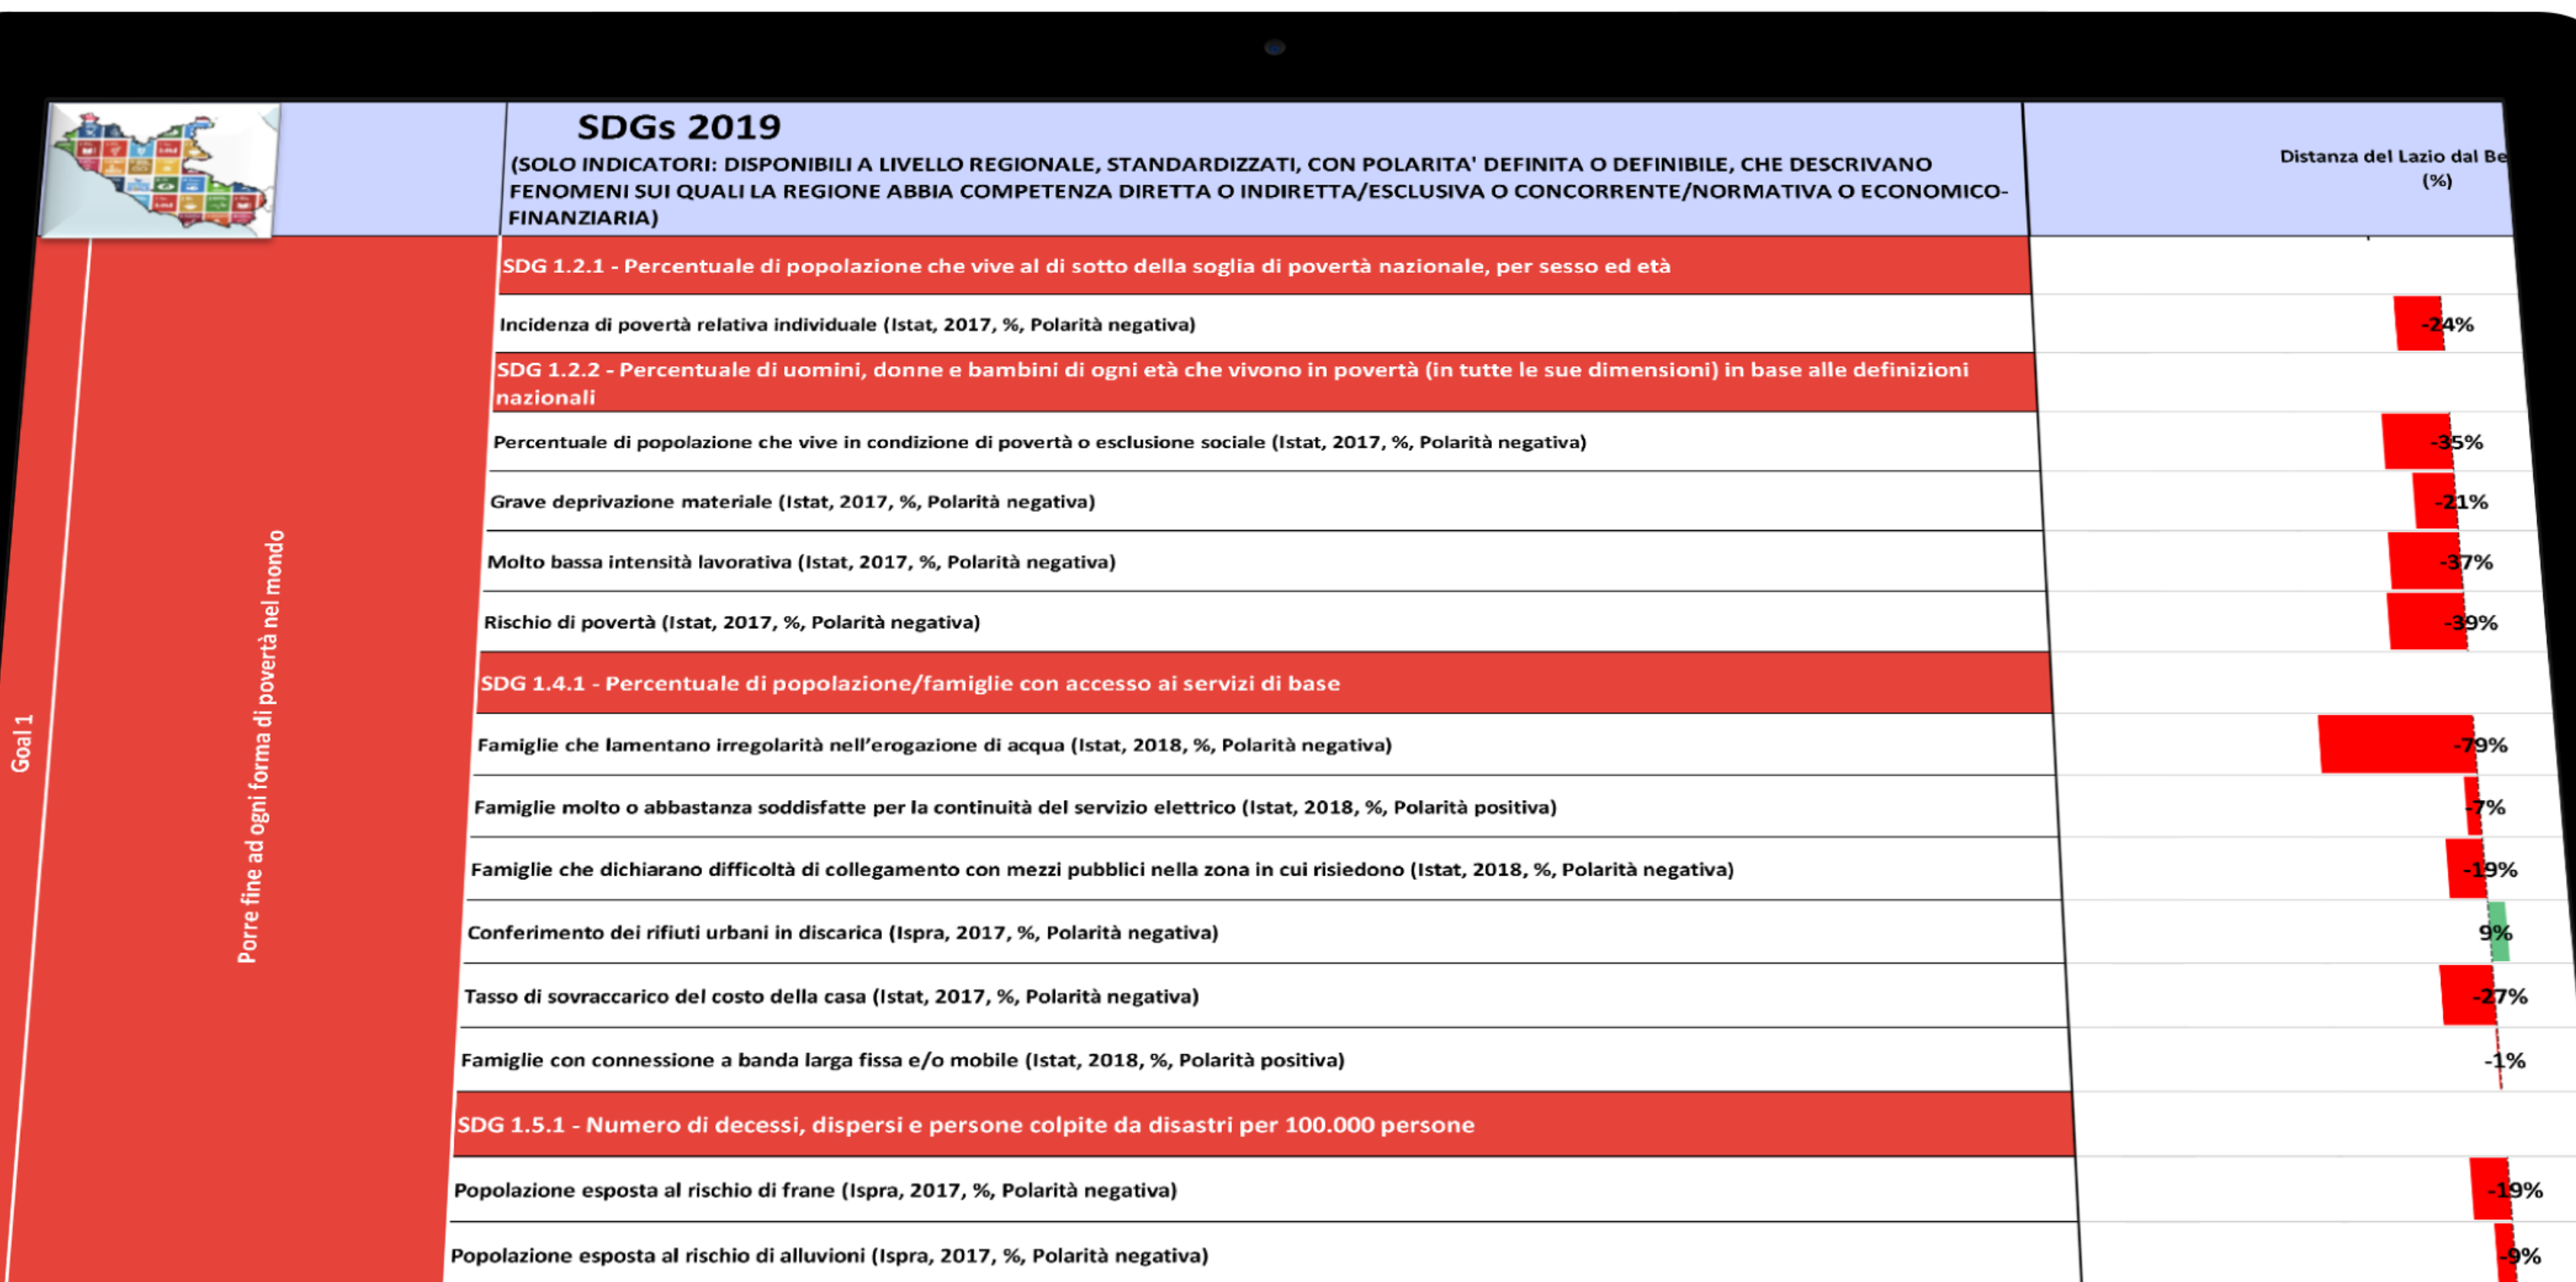 SDGs 2019
(SOLO INDICATORI: DISPONIBILI A LIVELLO REGIONALE, STANDARDIZZATI, CON POLARITA' DEFINITA O DEFINIBILE, CHE DESCRIVANO
FENOMENI SUI QUALI LA REGIONE ABBIA COMPETENZA DIRETTA O INDIRETTA/ESCLUSIVA O CONCORRENTE/NORMATIVA O ECONOMICO-
FINANZIARIA)
Distanza del Lazio dal Be
(%)
Goal 1
Porre fine ad ogni forma di povertà nel mondo
SDG 1.2.1 - Percentuale di popolazione che vive al di sotto della soglia di povertà nazionale, per sesso ed età
Incidenza di povertà relativa individuale (Istat, 2017, %, Polarità negativa)
-24%
SDG 1.2.2 - Percentuale di uomini, donne e bambini di ogni età che vivono in povertà (in tutte le sue dimensioni) in base alle definizioni
nazionali
Percentuale di popolazione che vive in condizione di povertà o esclusione sociale (Istat, 2017, %, Polarità negativa)
-35%
Grave deprivazione materiale (Istat, 2017, %, Polarità negativa)
-21%
Molto bassa intensità lavorativa (Istat, 2017, %, Polarità negativa)
-37%
Rischio di povertà (Istat, 2017, %, Polarità negativa)
-39%
SDG 1.4.1 - Percentuale di popolazione/famiglie con accesso ai servizi di base
Famiglie che lamentano irregolarità nell’erogazione di acqua (Istat, 2018, %, Polarità negativa)
-79%
Famiglie molto o abbastanza soddisfatte per la continuità del servizio elettrico (Istat, 2018, %, Polarità positiva)
-7%
Famiglie che dichiarano difficoltà di collegamento con mezzi pubblici nella zona in cui risiedono (Istat, 2018, %, Polarità negativa)
-19%
Conferimento dei rifiuti urbani in discarica (Ispra, 2017, %, Polarità negativa)
9%
Tasso di sovraccarico del costo della casa (Istat, 2017, %, Polarità negativa)
-27%
Famiglie con connessione a banda larga fissa e/o mobile (Istat, 2018, %, Polarità positiva)
-1%
SDG 1.5.1 - Numero di decessi, dispersi e persone colpite da disastri per 100.000 persone
Popolazione esposta al rischio di frane (Ispra, 2017, %, Polarità negativa)
-19%
Popolazione esposta al rischio di alluvioni (Ispra, 2017, %, Polarità negativa)
-9%